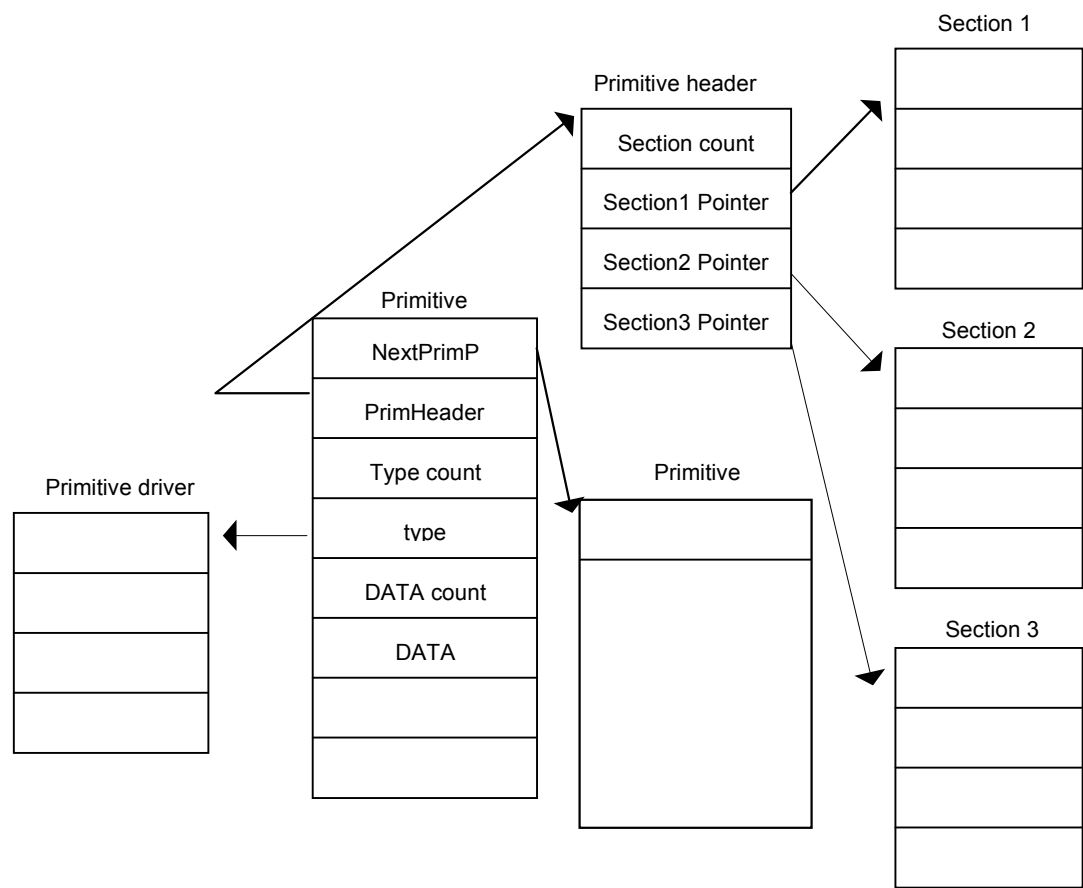 Section 1
Primitive header
Section count
Section1 Pointer
Section2 Pointer
Section3 Pointer
Primitive
NextPrimP
PrimHeader
Type count
type
DATA count
DATA
Primitive driver
Primitive
Section 2
Section 3